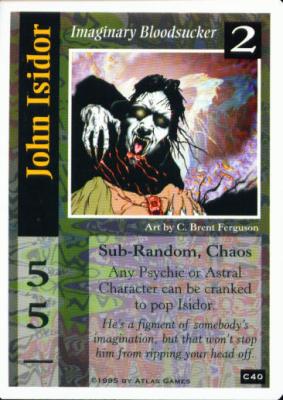 John Isidor
Imaginary Bloodsucker
2
Art by C. Brent Ferguson
5
5
Sub-Random, Chaos
Any Psychic or Astral
Character can be cranked
to pop Isidor.
He's a figment of somebody's
imagination, but that won't stop
him from ripping your head off.
©1995 BY ATLAS GAMES
C40